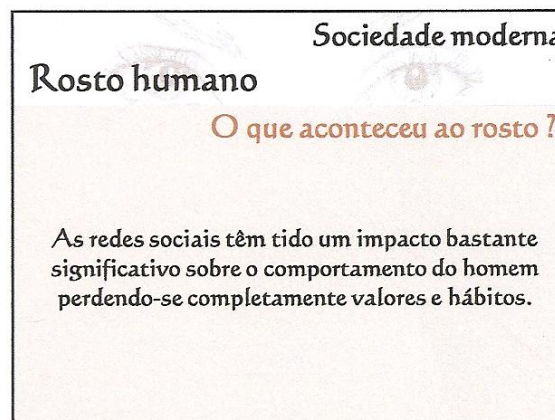 Sociedade moderna
Rosto humano
O que aconteceu ao rosto ?
As redes sociais têm tido um impacto bastante
significativo sobre o comportamento do homem
perdendo-se completamente valores e hábitos.